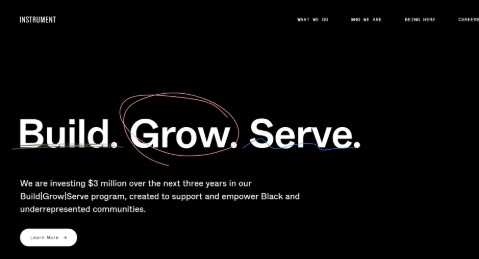 INSTRUMENT
WHAT WE DO WHO WE ARE BEING HERE CAREERS
Build. Grow. Serve.
We are investing $3 million over the next three years in our
Build|Grow|Serve program, created to support and empower Black and
underrepresented communities.
Learn More →